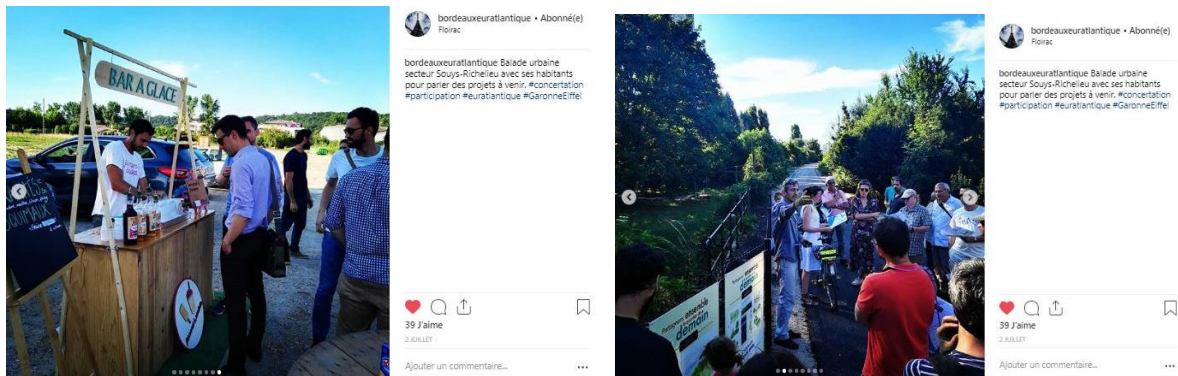 BAR A GLACE
bordeauxeuratlantique • Abonné(e)
Floirac
bordeauxeuratlantique Balade urbaine
secteur Souys-Richelieu avec ses habitants
pour parler des projets à venir. #concertation
#participation #euratlantique #GaronneEiffel
39 J'aime
2 JUILLET
Ajouter un commentaire...
ensemble
demain
demain
bordeauxeuratlantique • Abonné(e)
Floirac
bordeauxeuratlantique Balade urbaine
secteur Souys-Richelieu avec ses habitants
pour parler des projets à venir. #concertation
#participation #euratlantique #GaronneEiffel
39 J'aime
2 JUILLET
Ajouter un commentaire...